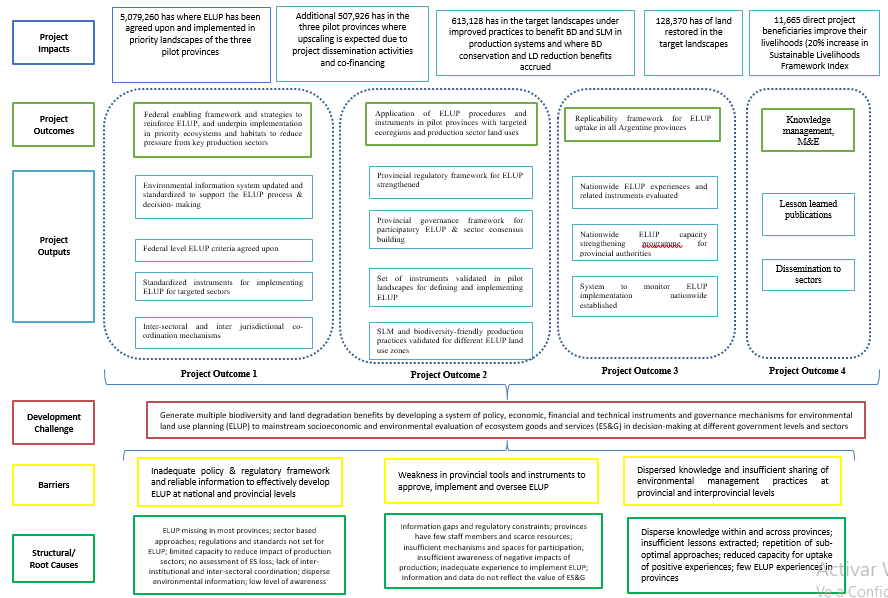 Project
Impacts
5,079,260 has where ELUP has been
agreed upon and implemented in
priority landscapes of the three
pilot provinces
Additional 507,926 has in the
three pilot provinces where
upscaling is expected due to
project dissemination activities
and co-financing
613,128 has in the target landscapes under
improved practices to benefit BD and SLM in
production systems and where BD
conservation and LD reduction benefits
accrued
128,370 has of land
restored in the
target landscapes
11,665 direct project
beneficiaries improve their
livelihoods (20% increase in
Sustainable Livelihoods
Framework Index
Project
Outcomes
Federal enabling framework and strategies to
reinforce ELUP, and underpin implementation
in priority ecosystems and habitats to reduce
pressure from key production sectors
Application of ELUP procedures and
instruments in pilot provinces with targeted
ecoregions and production sector land uses
Replicability framework for ELUP
uptake in all Argentine provinces
Knowledge
management,
M&E
Project
Outputs
Environmental information system updated and
standardized to support the ELUP process &
decision- making
Federal level ELUP criteria agreed upon
Standardized instruments for implementing
ELUP for targeted sectors
Inter-sectoral and inter jurisdictional co-
ordination mechanisms
Provincial regulatory framework for ELUP
strengthened
Provincial governance framework for
participatory ELUP & sector consensus
building
Set of instruments validated in pilot
landscapes for defining and implementing
ELUP
SLM and biodiversity-friendly production
practices validated for different ELUP land
use zones
Nationwide ELUP experiences and
related instruments evaluated
Nationwide ELUP capacity
strengthening programme for
provincial authorities
System to monitor ELUP
implementation nationwide
established
Lesson learned
publications
Dissemination to
sectors
Project Outcome 1
Project Outcome 2
Project Outcome 3
Project Outcome 4
Development
Challenge
Generate multiple biodiversity and land degradation benefits by developing a system of policy, economic, financial and technical instruments and governance mechanisms for environmental
land use planning (ELUP) to mainstream socioeconomic and environmental evaluation of ecosystem goods and services (ES&G) in decision-making at different government levels and sectors
Barriers
Inadequate policy & regulatory framework
and reliable information to effectively develop
ELUP at national and provincial levels
Weakness in provincial tools and instruments to
approve, implement and oversee ELUP
Dispersed knowledge and insufficient sharing of
environmental management practices at
provincial and interprovincial levels
Structural/
Root Causes
ELUP missing in most provinces; sector based
approaches; regulations and standards not set for
ELUP; limited capacity to reduce impact of production
sectors; no assessment of ES loss; lack of inter-
institutional and inter-sectoral coordination; disperse
environmental information; low level of awareness
Information gaps and regulatory constraints; provinces
have few staff members and scarce resources;
insufficient mechanisms and spaces for participation;
insufficient awareness of negative impacts of
production; inadequate experience to implement ELUP;
information and data do not reflect the value of ES&G
Dispersed knowledge within and across provinces;
insufficient lessons extracted; repetition of sub-
optimal approaches; reduced capacity for uptake
of positive experiences; few ELUP experiences in
provinces
Activar W
Ve a Config